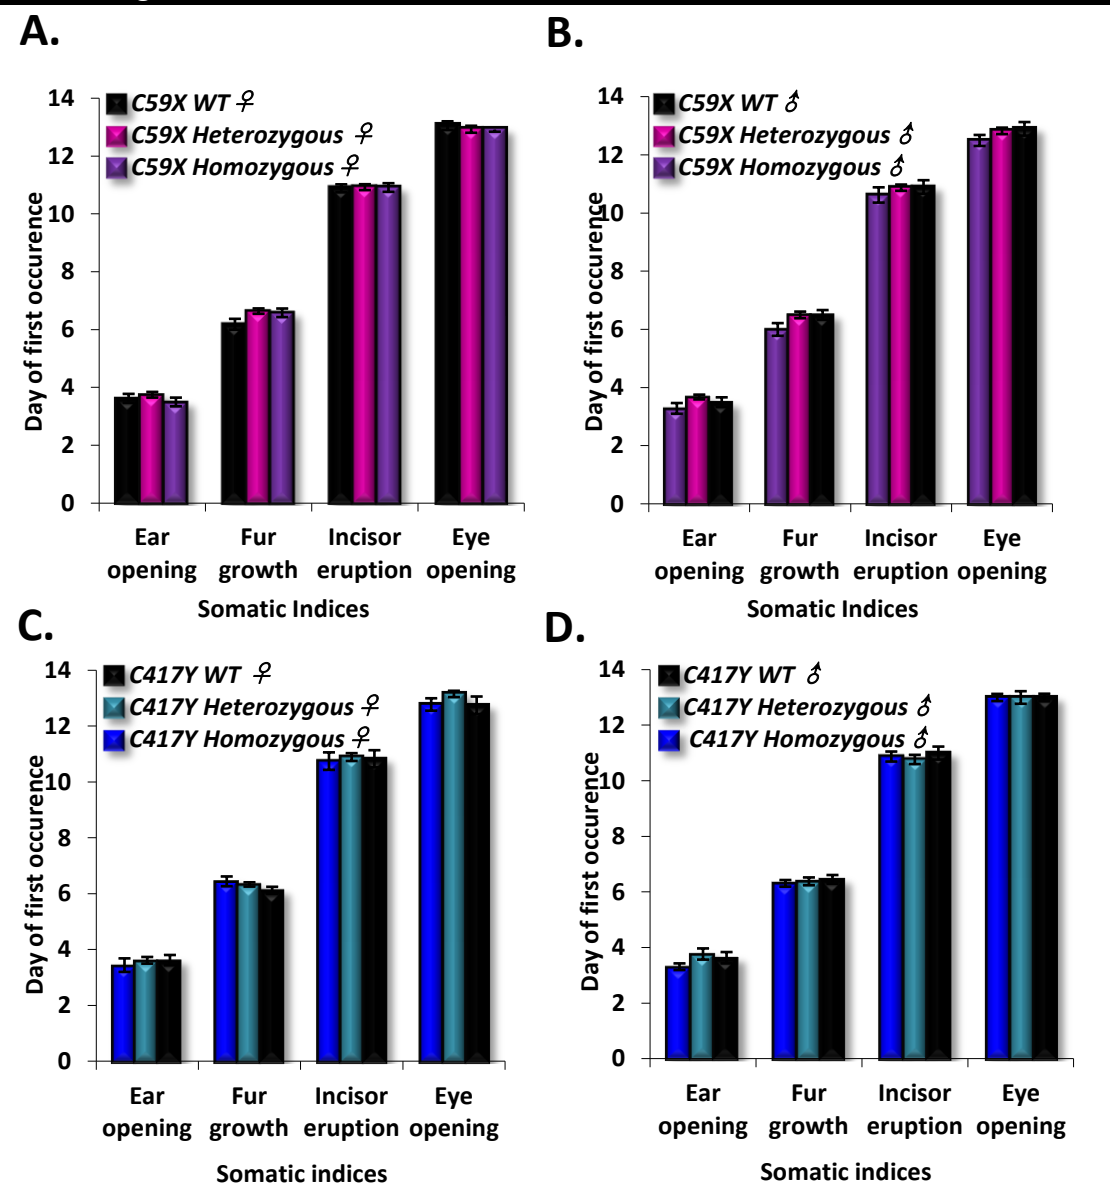 A.
14
12
10
8
6
4
2
0
Day of first occurence
C59X WT ♀
C59X Heterozygous ♀
C59X Homozygous ♀
Ear opening
Fur growth
Incisor eruption
Eye opening
Somatic Indices
B.
14
12
10
8
6
4
2
0
Day of first occurence
C59X WT ♂
C59X Heterozygous ♂
C59X Homozygous ♂
Ear opening
Fur growth
Incisor eruption
Eye opening
Somatic Indices
C.
14
12
10
8
6
4
2
0
Day of first occurence
C417Y WT ♀
C417Y Heterozygous ♀
C417Y Homozygous ♀
Ear opening
Fur growth
Incisor eruption
Eye opening
Somatic indices
D.
14
12
10
8
6
4
2
0
Day of first occurence
C417Y WT ♂
C417Y Heterozygous ♂
C417Y Homozygous ♂
Ear opening
Fur growth
Incisor eruption
Eye opening
Somatic indices